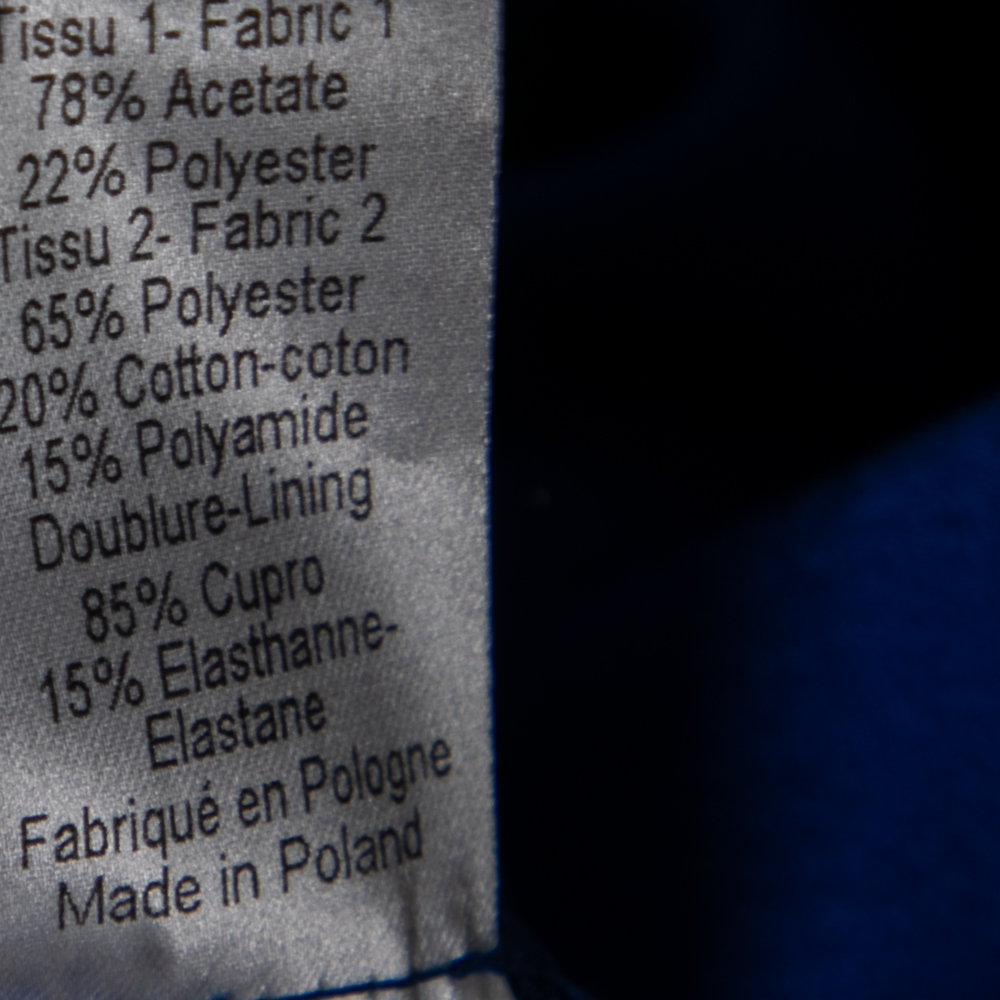 Tissu 1- Fabric 1
78% Acetate
22% Polyester
Tissu 2- Fabric 2
65% Polyester
20% Cotton-coton
15% Polyamide
Doublure-Lining
85% Cupro
15% Elasthanne-
Elastane
Fabriqué en Pologne
Made in Poland